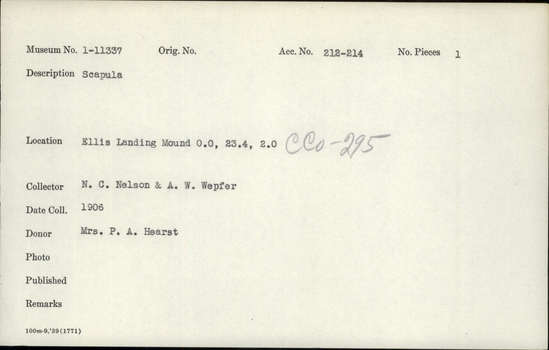 Museum No. 1-11337 Orig. No. Acc. No. 212-214 No. Pieces 1
Description Scapula
Location Ellis Landing Mound 0.0, 23.4, 2.0 CCo-295
Collector N. C. Nelson & A. W. Wepfer
Date Coll. 1906
Donor Mrs. P. A. Hearst
Photo
Published
Remarks
100m-9,'39(1771)